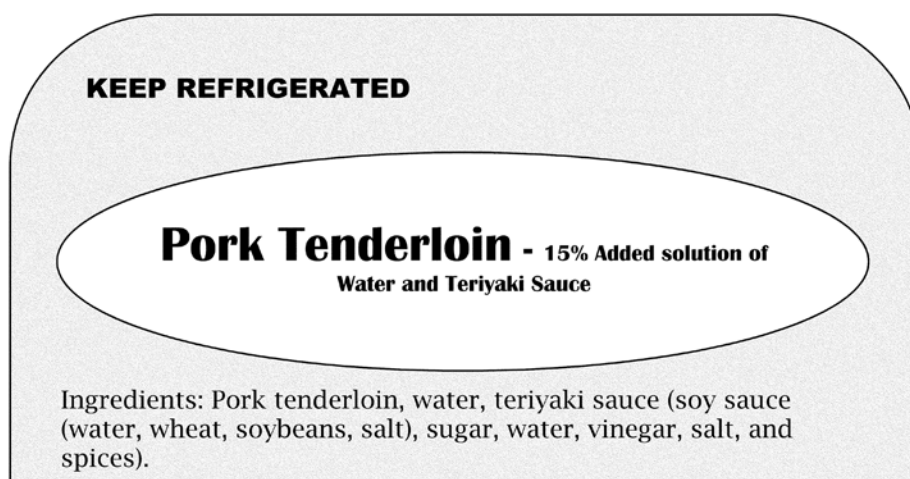 KEEP REFRIGERATED
Pork Tenderloin - 15% Added solution of
Water and Teriyaki Sauce
Ingredients: Pork tenderloin, water, teriyaki sauce (soy sauce
(water, wheat, soybeans, salt), sugar, water, vinegar, salt, and
spices).